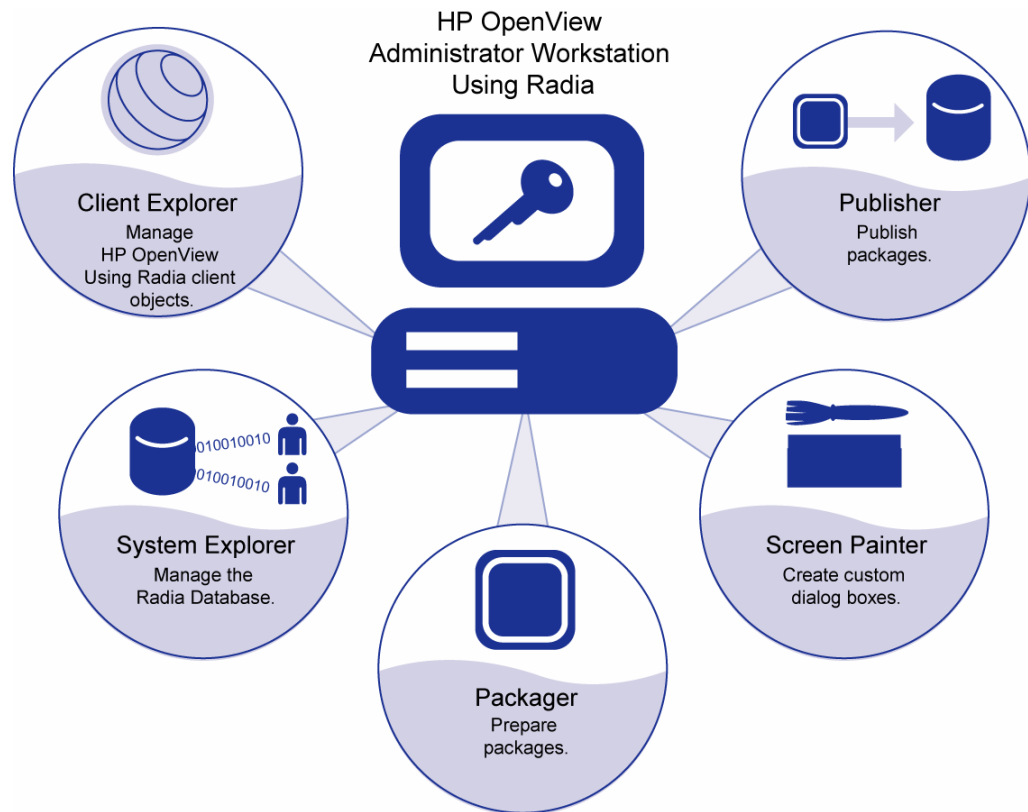 HP OpenView
Administrator Workstation
Using Radia
Client Explorer
Manage
HP OpenView
Using Radia client
objects.
Publisher
Publish
packages.
010010010
010010010
System Explorer
Manage the
Radia Database.
Screen Painter
Create custom
dialog boxes.
Packager
Prepare
packages.